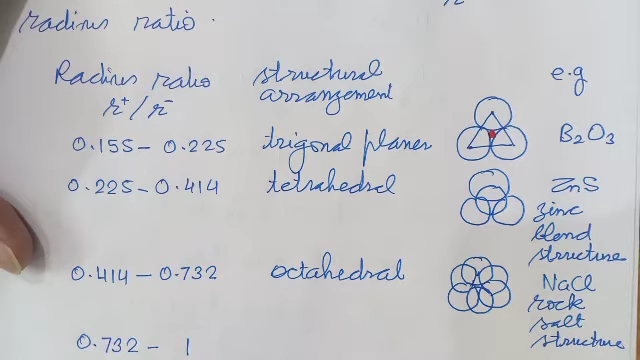 radius ratio.
Radius ratio structural e.g
r⁺/r⁻ arrangement
0.155 – 0.225 trigonal planer B2O3
0.225 – 0.414 tetrahedral ZnS
zinc
blend
structure
0.414 – 0.732 octahedral NaCl
rock
salt
structure
0.732 – 1